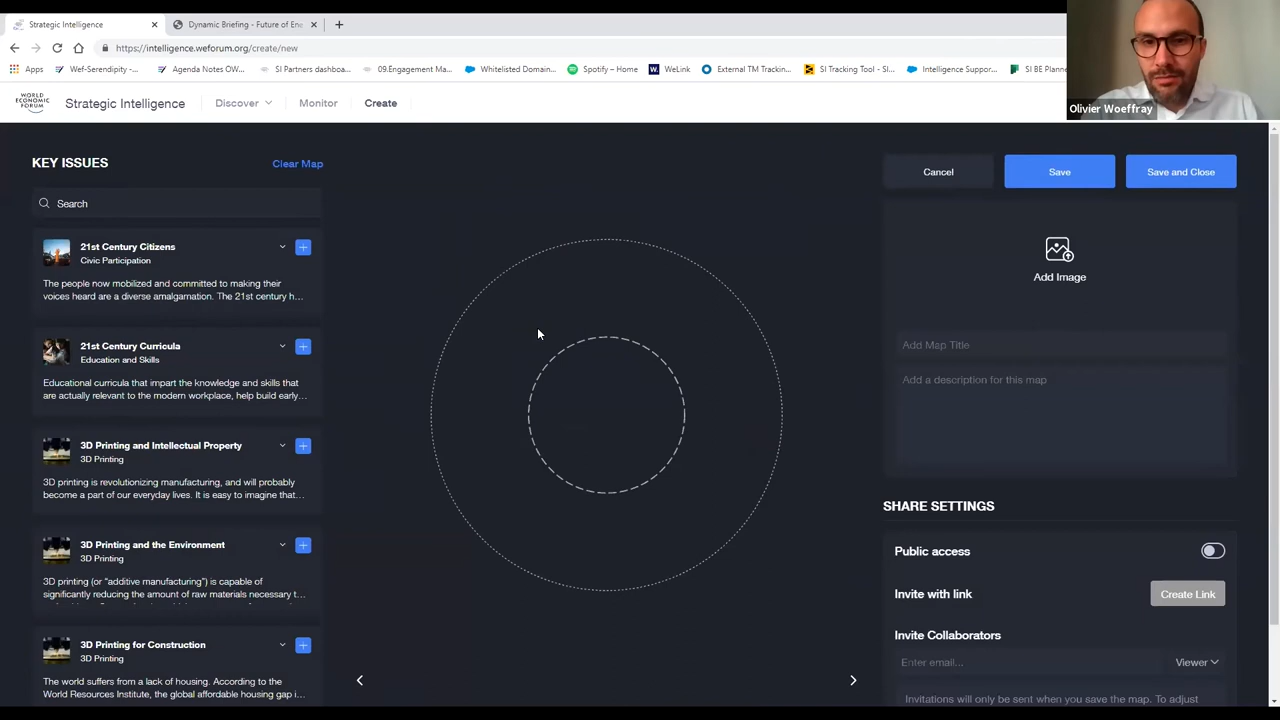 Strategic Intelligence
Dynamic Briefing - Future of Ene
https://intelligence.weforum.org/create/new
Apps
Wef-Serendipity -...
Agenda Notes OW...
SI Partners dashboa...
09.Engagement Ma...
Whitelisted Domain...
Spotify – Home
WeLink
External TM Trackin...
SI Tracking Tool - SI...
Intelligence Suppor...
SI BE Planne
Olivier Woeffray
WORLD
ECONOMIC
FORUM
Strategic Intelligence
Discover
Monitor
Create
KEY ISSUES
Clear Map
Search
21st Century Citizens
Civic Participation
The people now mobilized and committed to making their
voices heard are a diverse amalgamation. The 21st century h...
21st Century Curricula
Education and Skills
Educational curricula that impart the knowledge and skills that
are actually relevant to the modern workplace, help build early...
3D Printing and Intellectual Property
3D Printing
3D printing is revolutionizing manufacturing, and will probably
become a part of our everyday lives. It is easy to imagine that...
3D Printing and the Environment
3D Printing
3D printing (or “additive manufacturing”) is capable of
significantly reducing the amount of raw materials necessary t...
3D Printing for Construction
3D Printing
The world suffers from a lack of housing. According to the
World Resources Institute, the global affordable housing gap i...
Cancel
Save
Save and Close
Add Image
Add Map Title
Add a description for this map
SHARE SETTINGS
Public access
Invite with link
Create Link
Invite Collaborators
Enter email...
Viewer
Invitations will only be sent when you save the map. To adjust